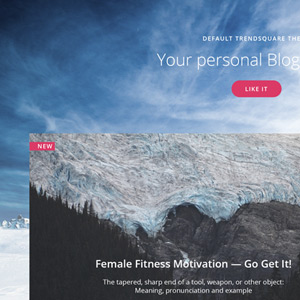 DEFAULT TRENDSQUARE THE
Your personal Blog
LIKE IT
NEW
Female Fitness Motivation — Go Get It!
The tapered, sharp end of a tool, weapon, or other object:
Meaning, pronunciation and example